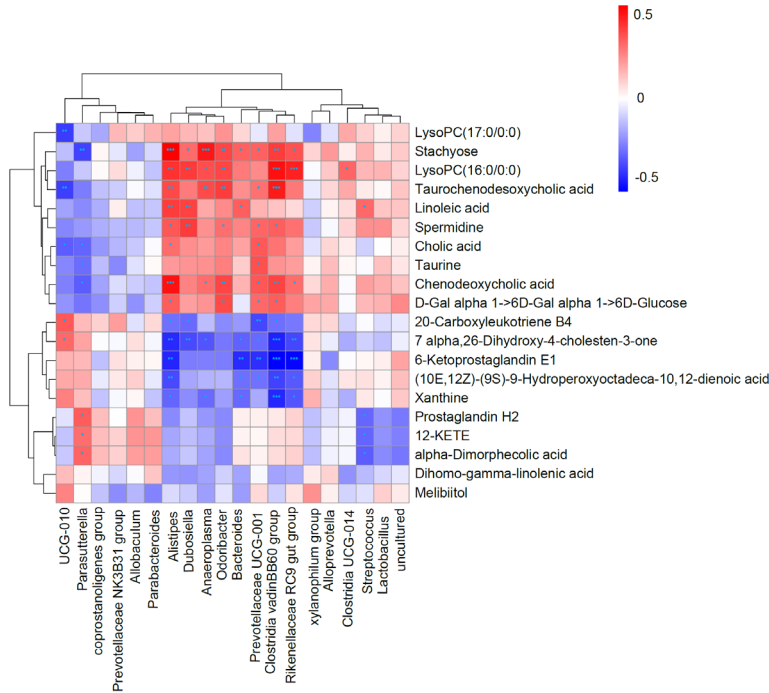 0.5
0
-0.5
LysoPC(17:0/0:0)
Stachyose
LysoPC(16:0/0:0)
Taurochendesoxycholic acid
Linoleic acid
Spermidine
Cholic acid
Taurine
Chenodeoxycholic acid
D-Gal alpha 1->6D-Gal alpha 1->6D-Glucose
20-Carboxyleukotriene B4
7 alpha,26-Dihydroxy-4-cholesten-3-one
6-Ketoprostaglandin E1
(10E,12Z)-(9S)-9-Hydroperoxyoctadeca-10,12-dienoic acid
Xanthine
Prostaglandin H2
12-KETE
alpha-Dimorphecolic acid
Dihomo-gamma-linolenic acid
Melibiitol
UCG-010
Parasutterella
coprostanoligenes group
Prevotellaceae NK3B31 group
Allobaculum
Parabacteroides
Alistipes
Dubosiella
Anaeroplasma
Odoribacter
Bacteroides
Prevotellaceae UCG-001
Clostridia vadinBB60 group
Rikenellaceae RC9 gut group
xylanophilum group
Alloprevotella
Clostridia UCG-014
Streptococcus
Lactobacillus
uncultured